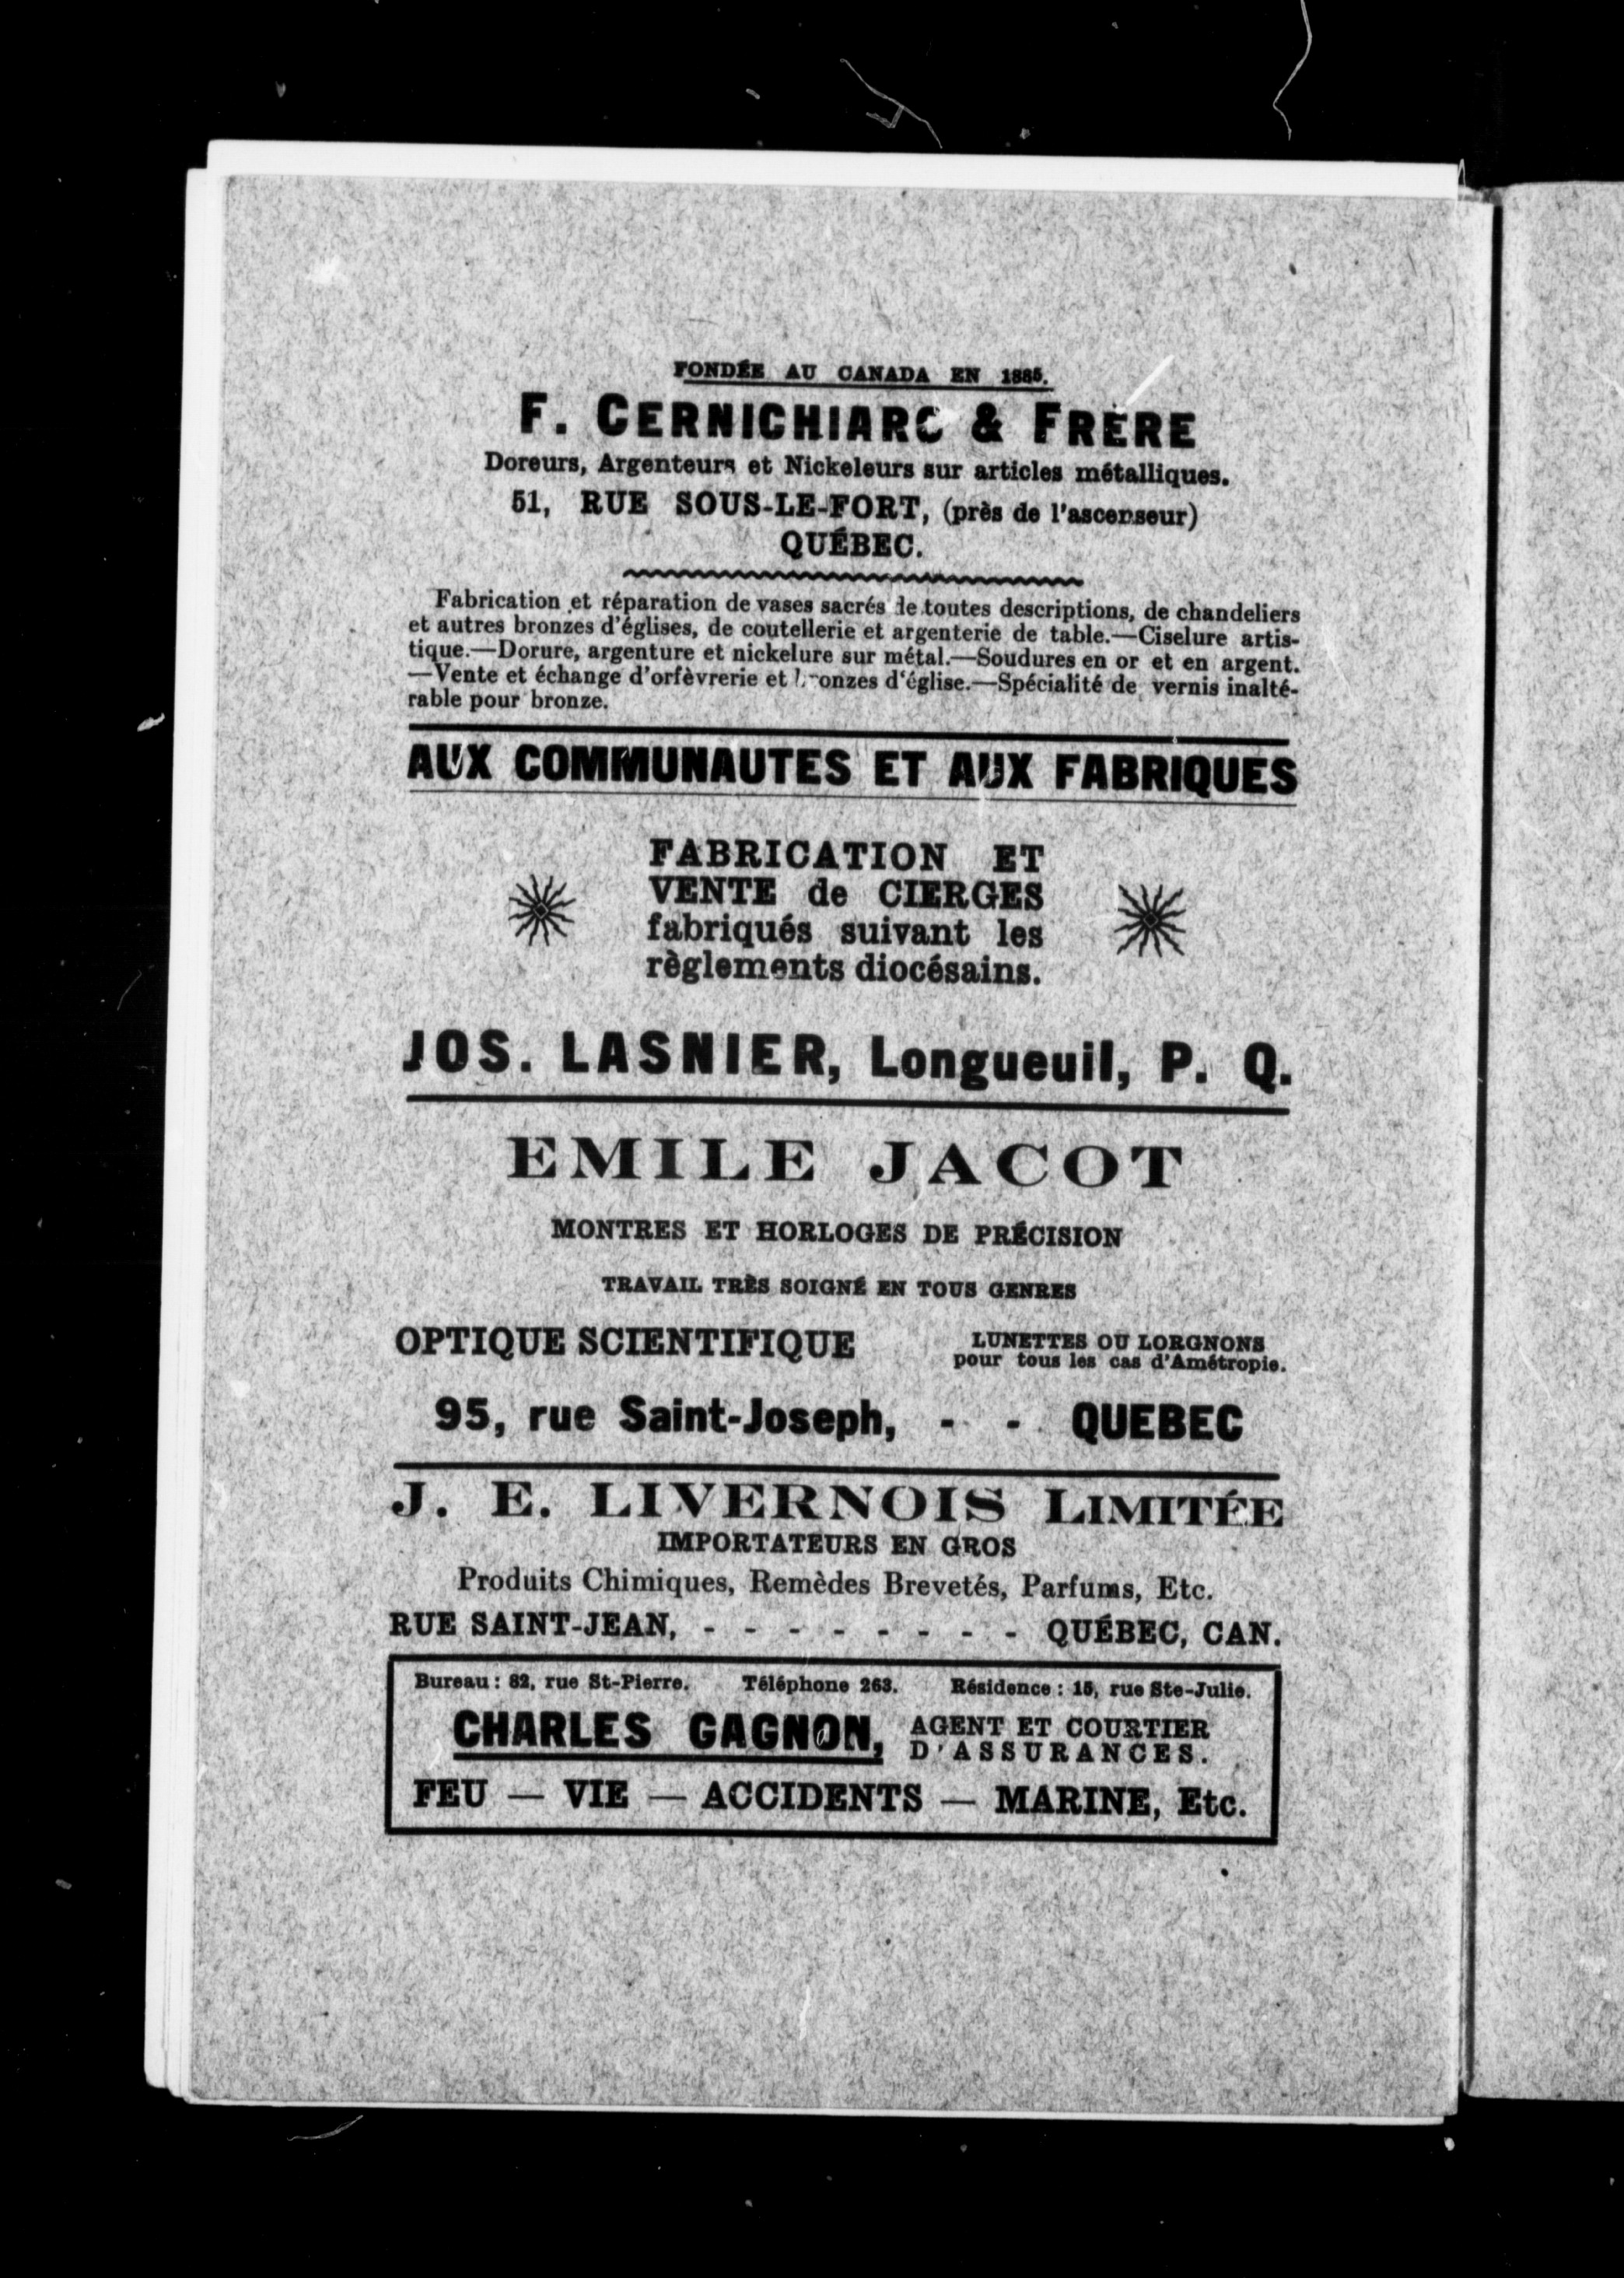 FONDÉE AU CANADA EN 1885.
F. CERNICHIARO & FRÈRE
Doreurs, Argenteurs et Nickeleurs sur articles métalliques.
51, RUE SOUS-LE-FORT, (près de l'ascenseur)
QUÉBEC.
Fabrication et réparation de vases sacrés de toutes descriptions, de chandeliers
et autres bronzes d'églises, de coutellerie et argenterie de table.—Ciselure artis-
tique.—Dorure, argenture et nickelure sur métal.—Soudures en or et en argent.
—Vente et échange d'orfèvrerie et bronzes d'église.—Spécialité de vernis inalté-
rable pour bronze.
AUX COMMUNAUTES ET AUX FABRIQUES
FABRICATION ET
VENTE de CIERGES
fabriqués suivant les
règlements diocésains.
JOS. LASNIER, Longueuil, P. Q.
EMILE JACOT
MONTRES ET HORLOGES DE PRÉCISION
TRAVAIL TRÈS SOIGNÉ EN TOUS GENRES
OPTIQUE SCIENTIFIQUE
LUNETTES OU LORGNONS
pour tous les cas d'Amétropie.
95, rue Saint-Joseph, - - QUEBEC
J. E. LIVERNOIS LIMITÉE
IMPORTATEURS EN GROS
Produits Chimiques, Remèdes Brevetés, Parfums, Etc.
RUE SAINT-JEAN, - - - - - - - - QUÉBEC, CAN.
Bureau : 82, rue St-Pierre. Téléphone 263. Résidence : 15, rue Ste-Julie.
CHARLES GAGNON, AGENT ET COURTIER
D'ASSURANCES.
FEU — VIE — ACCIDENTS — MARINE, Etc.